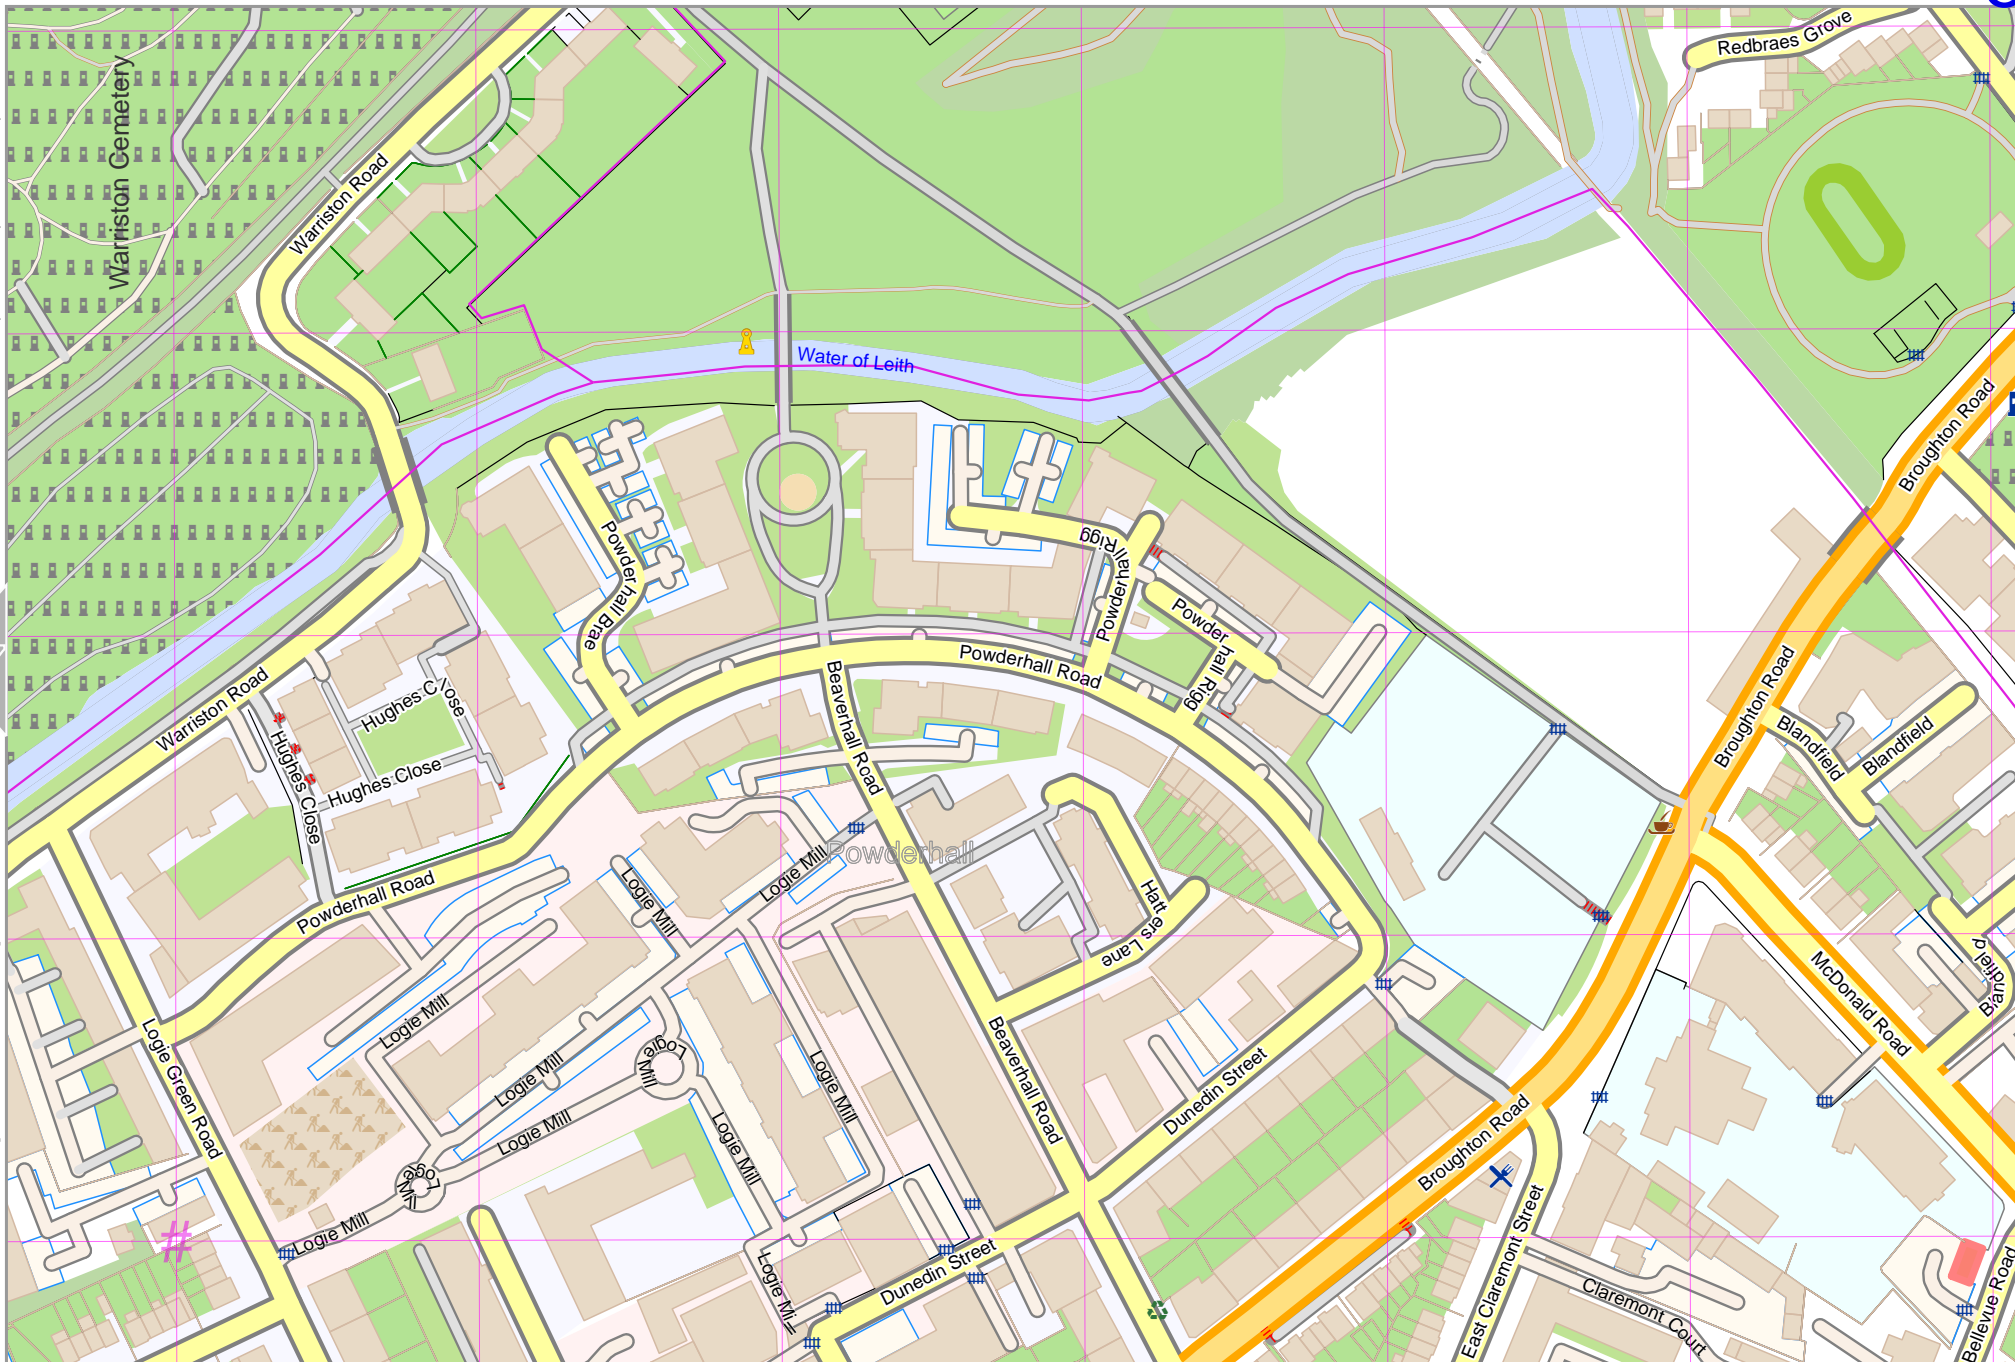 Redbraes Grove
Warriston Cemetery
Warriston Road
Water of Leith
Broughton Road
Powderhall Rigg
Powderhall Brae
Powder hall Rigg
Powderhall Road
Broughton Road
Beaverhall Road
Warriston Road
Hughes Close
Hughes Close
Hughes Close
Blandfield
Blandfield
Powderhall
Logie Mill
Logie Mill
Powderhall Road
Hatters Lane
McDonald Road
Blandfield
Logie Mill
Logie Green Road
Logie Mill
Logie Mill
Logie Mill
Beaverhall Road
Dunedin Street
Logie Mill
Logie Mill
Broughton Road
Logie Mill
Logie Mill
#
Dunedin Street
Logie Mill
East Claremont Street
Claremont Court
Bellevue Road